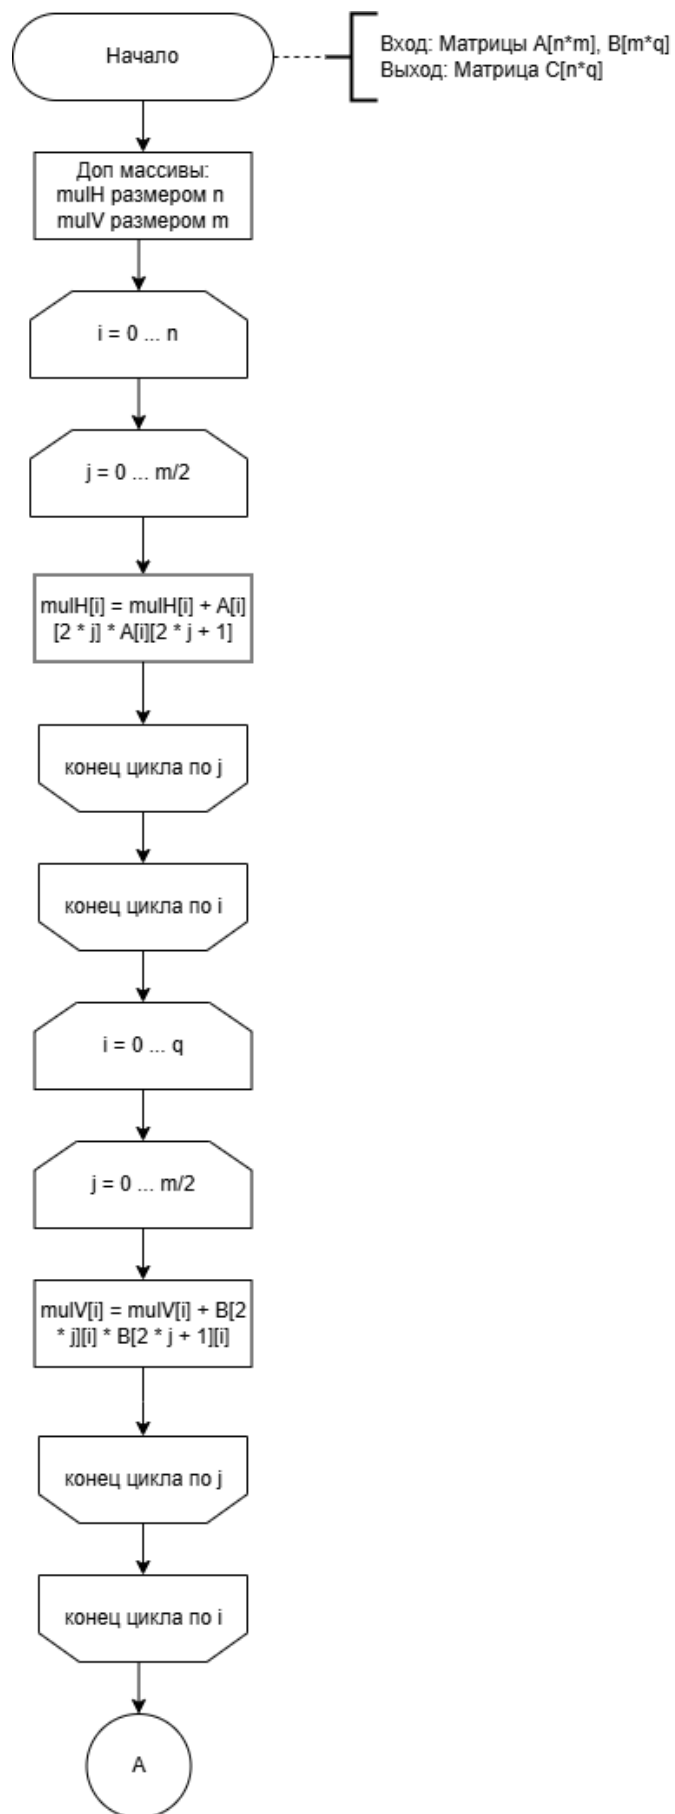 Начало
Вход: Матрицы A[n*m], B[m*q]
Выход: Матрица C[n*q]
Доп массивы:
mulH размером n
mulV размером m
i = 0 ... n
j = 0 ... m/2
mulH[i] = mulH[i] + A[i]
[2 * j] * A[i][2 * j + 1]
конец цикла по j
конец цикла по i
i = 0 ... q
j = 0 ... m/2
mulV[i] = mulV[i] + B[2
* j][i] * B[2 * j + 1][i]
конец цикла по j
конец цикла по i
A